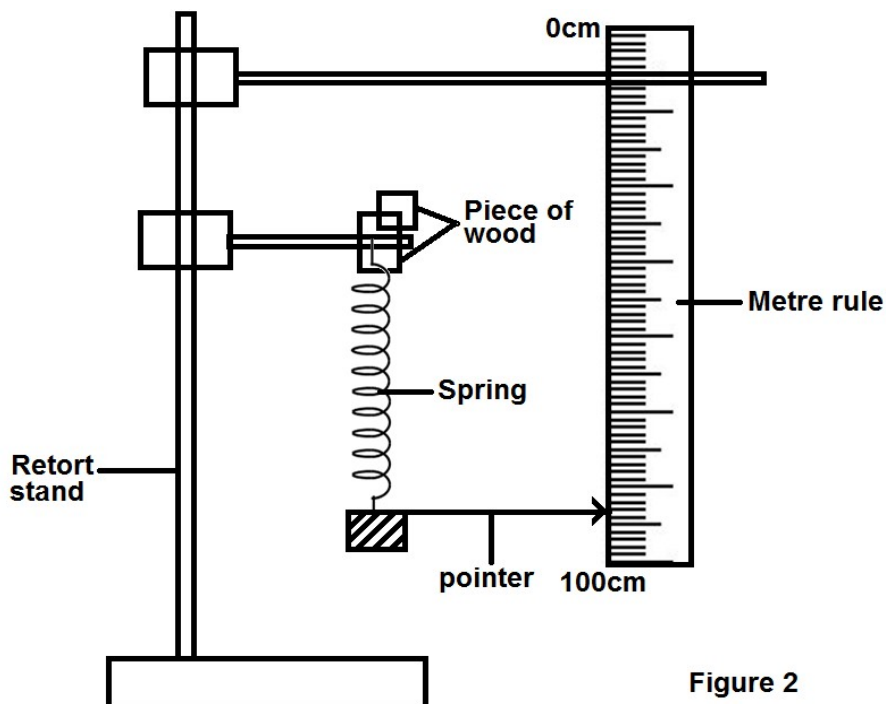 0cm
Piece of
wood
Metre rule
Spring
Retort
stand
pointer
100cm
Figure 2